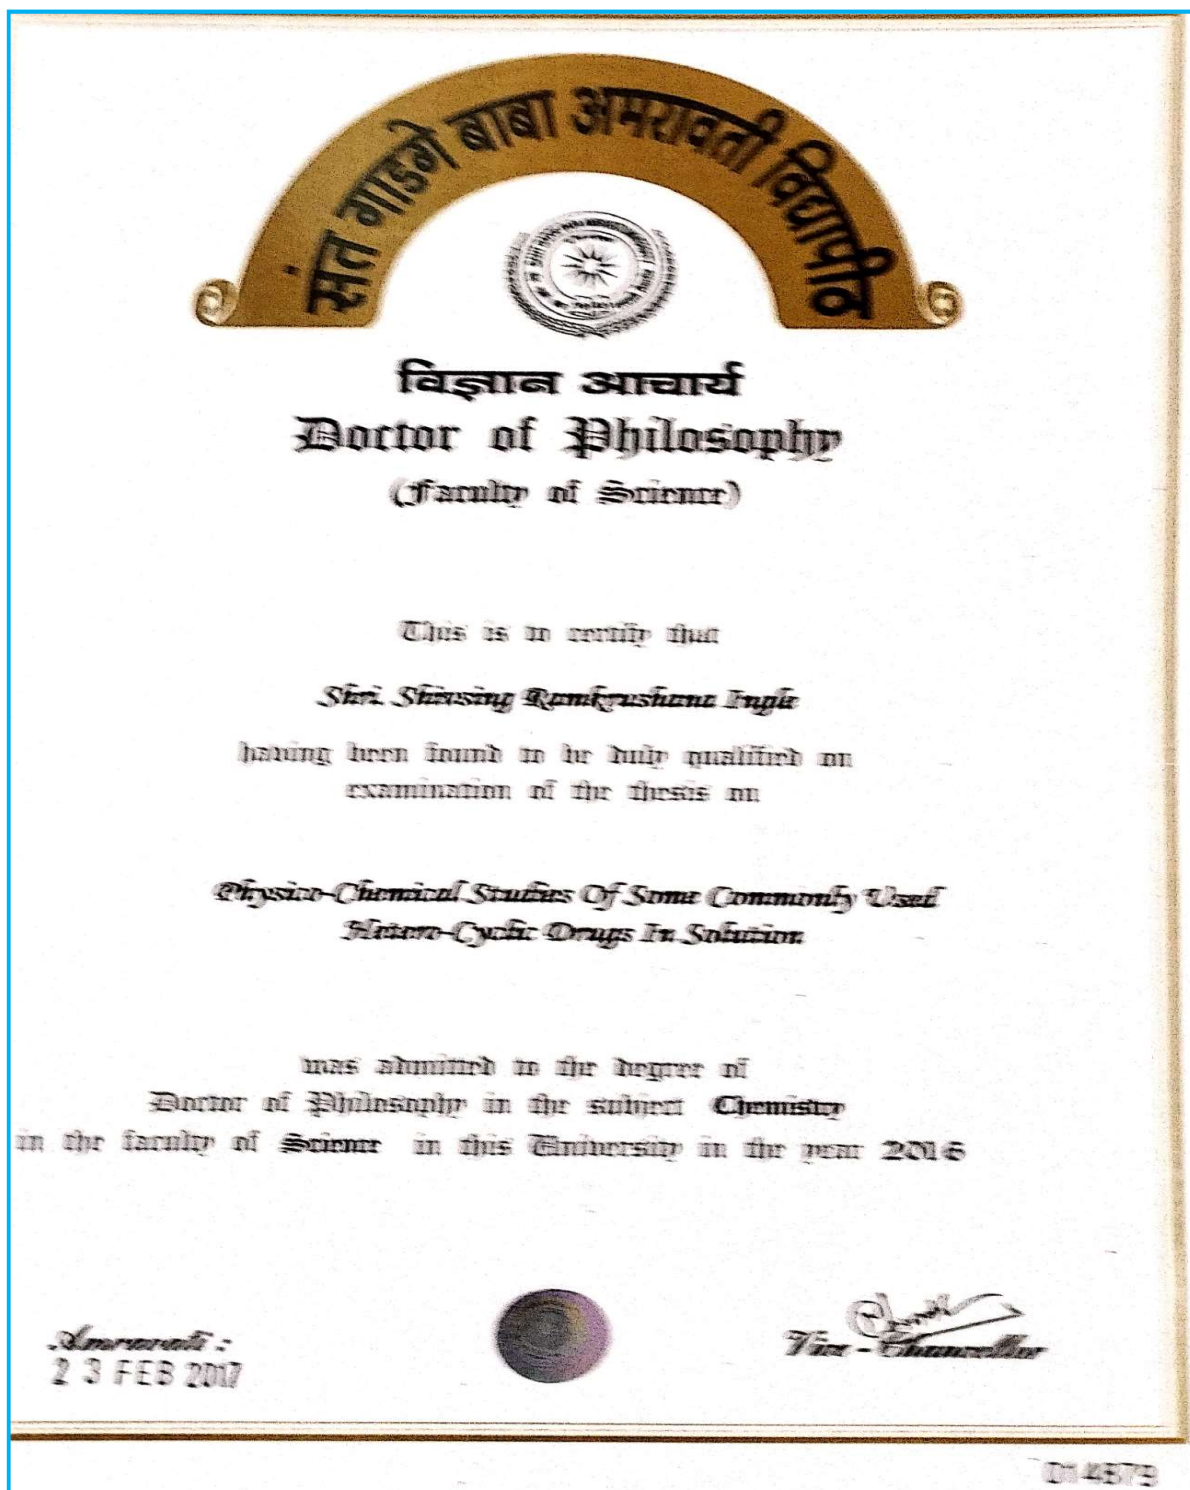 संत गाडगे बाबा अमरावती विद्यापीठ
विज्ञान आचार्य
Doctor of Philosophy
(Faculty of Science)
This is to certify that
Shri. Shivsing Ramkrushana Ingle
having been found to be duly qualified on
examination of the thesis on
Physico-Chemical Studies Of Some Commonly Used
Hetero-Cyclic Drugs In Solution
was admitted to the degree of
Doctor of Philosophy in the subject Chemistry
in the faculty of Science in this University in the year 2016
Amravati :
23 FEB 2017
Vice - Chancellor